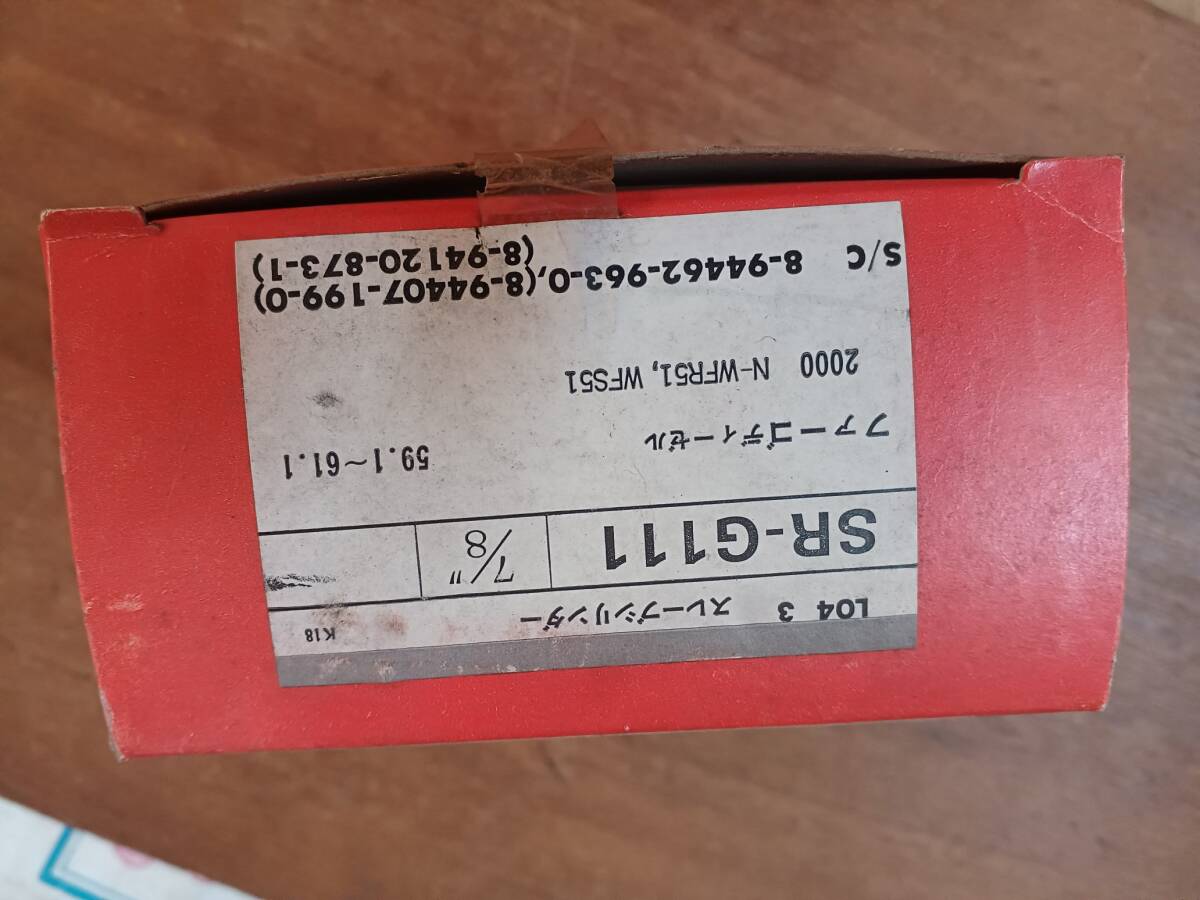 L04 3 スレーブシリンダー K18
SR-G111 7/8"
59.1~61.1
ファーゴディーゼル
2000 N-WFR51, WFS51
8-94462-963-0,(8-94407-199-0)
S/C (8-94120-873-1)